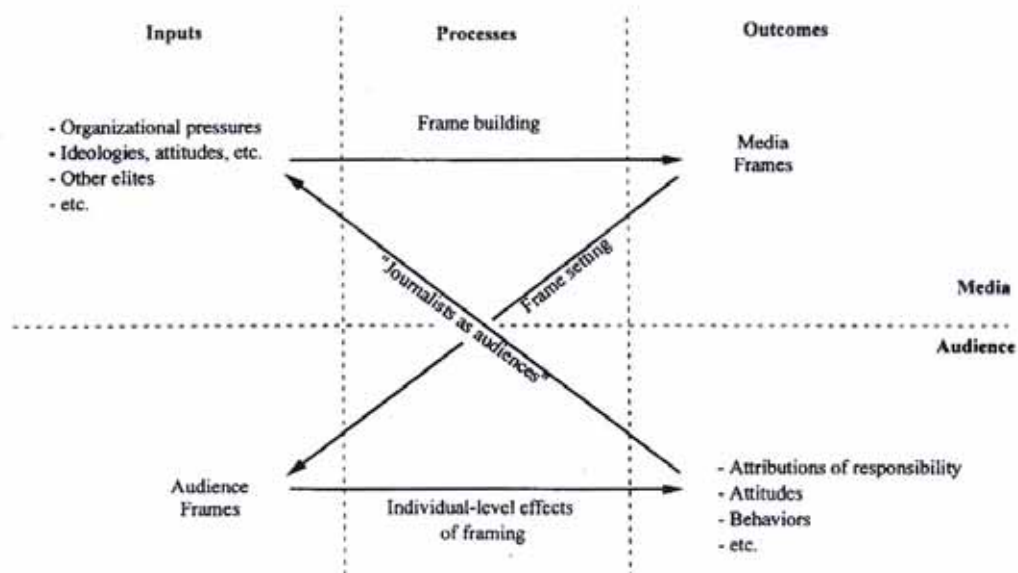 Inputs
Processes
Outcomes
- Organizational pressures
- Ideologies, attitudes, etc.
- Other elites
- etc.
Frame building
Media
Frames
"Journalists as audiences"
Frame setting
Media
Audience
Audience
Frames
Individual-level effects
of framing
- Attributions of responsibility
- Attitudes
- Behaviors
- etc.